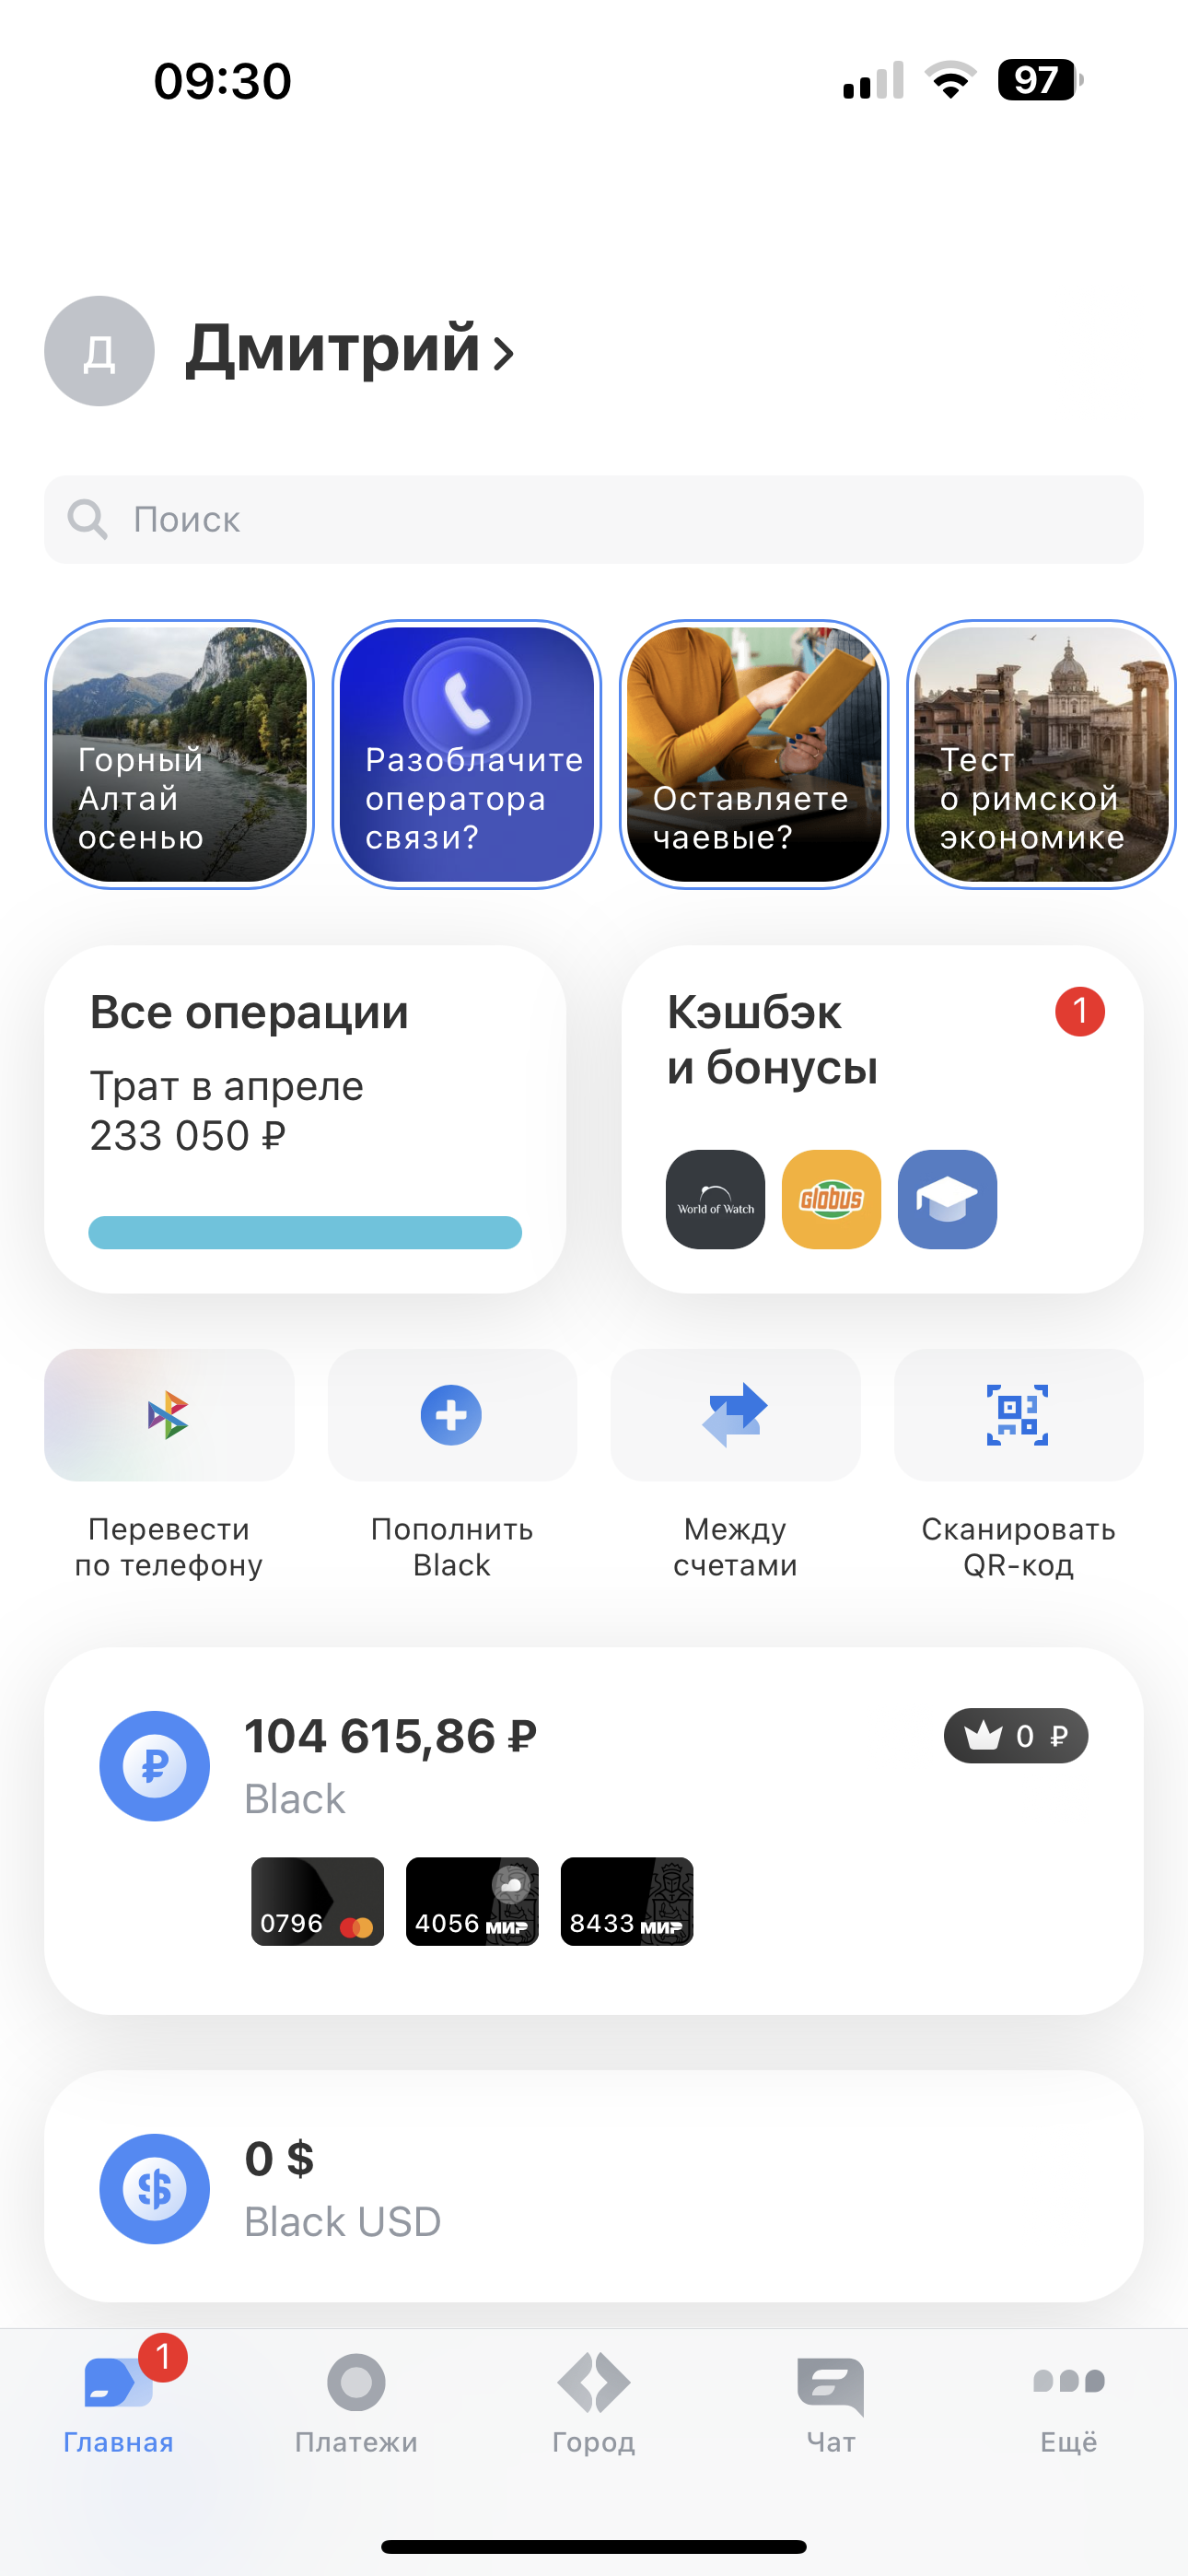 09:30
97
Д
Дмитрий
Поиск
Горный
Алтай
осенью
Разоблачите
оператора
связи?
Оставляете
чаевые?
Тест
о римской
экономике
Все операции
Трат в апреле
233 050 ₽
Кэшбэк
и бонусы
1
World of Watch
Globus
Перевести
по телефону
Пополнить
Black
Между
счетами
Сканировать
QR-код
₽
104 615,86 ₽
0 ₽
Black
0796
4056 МИР
8433 МИР
$
0 $
Black USD
1
Главная
Платежи
Город
Чат
Ещё